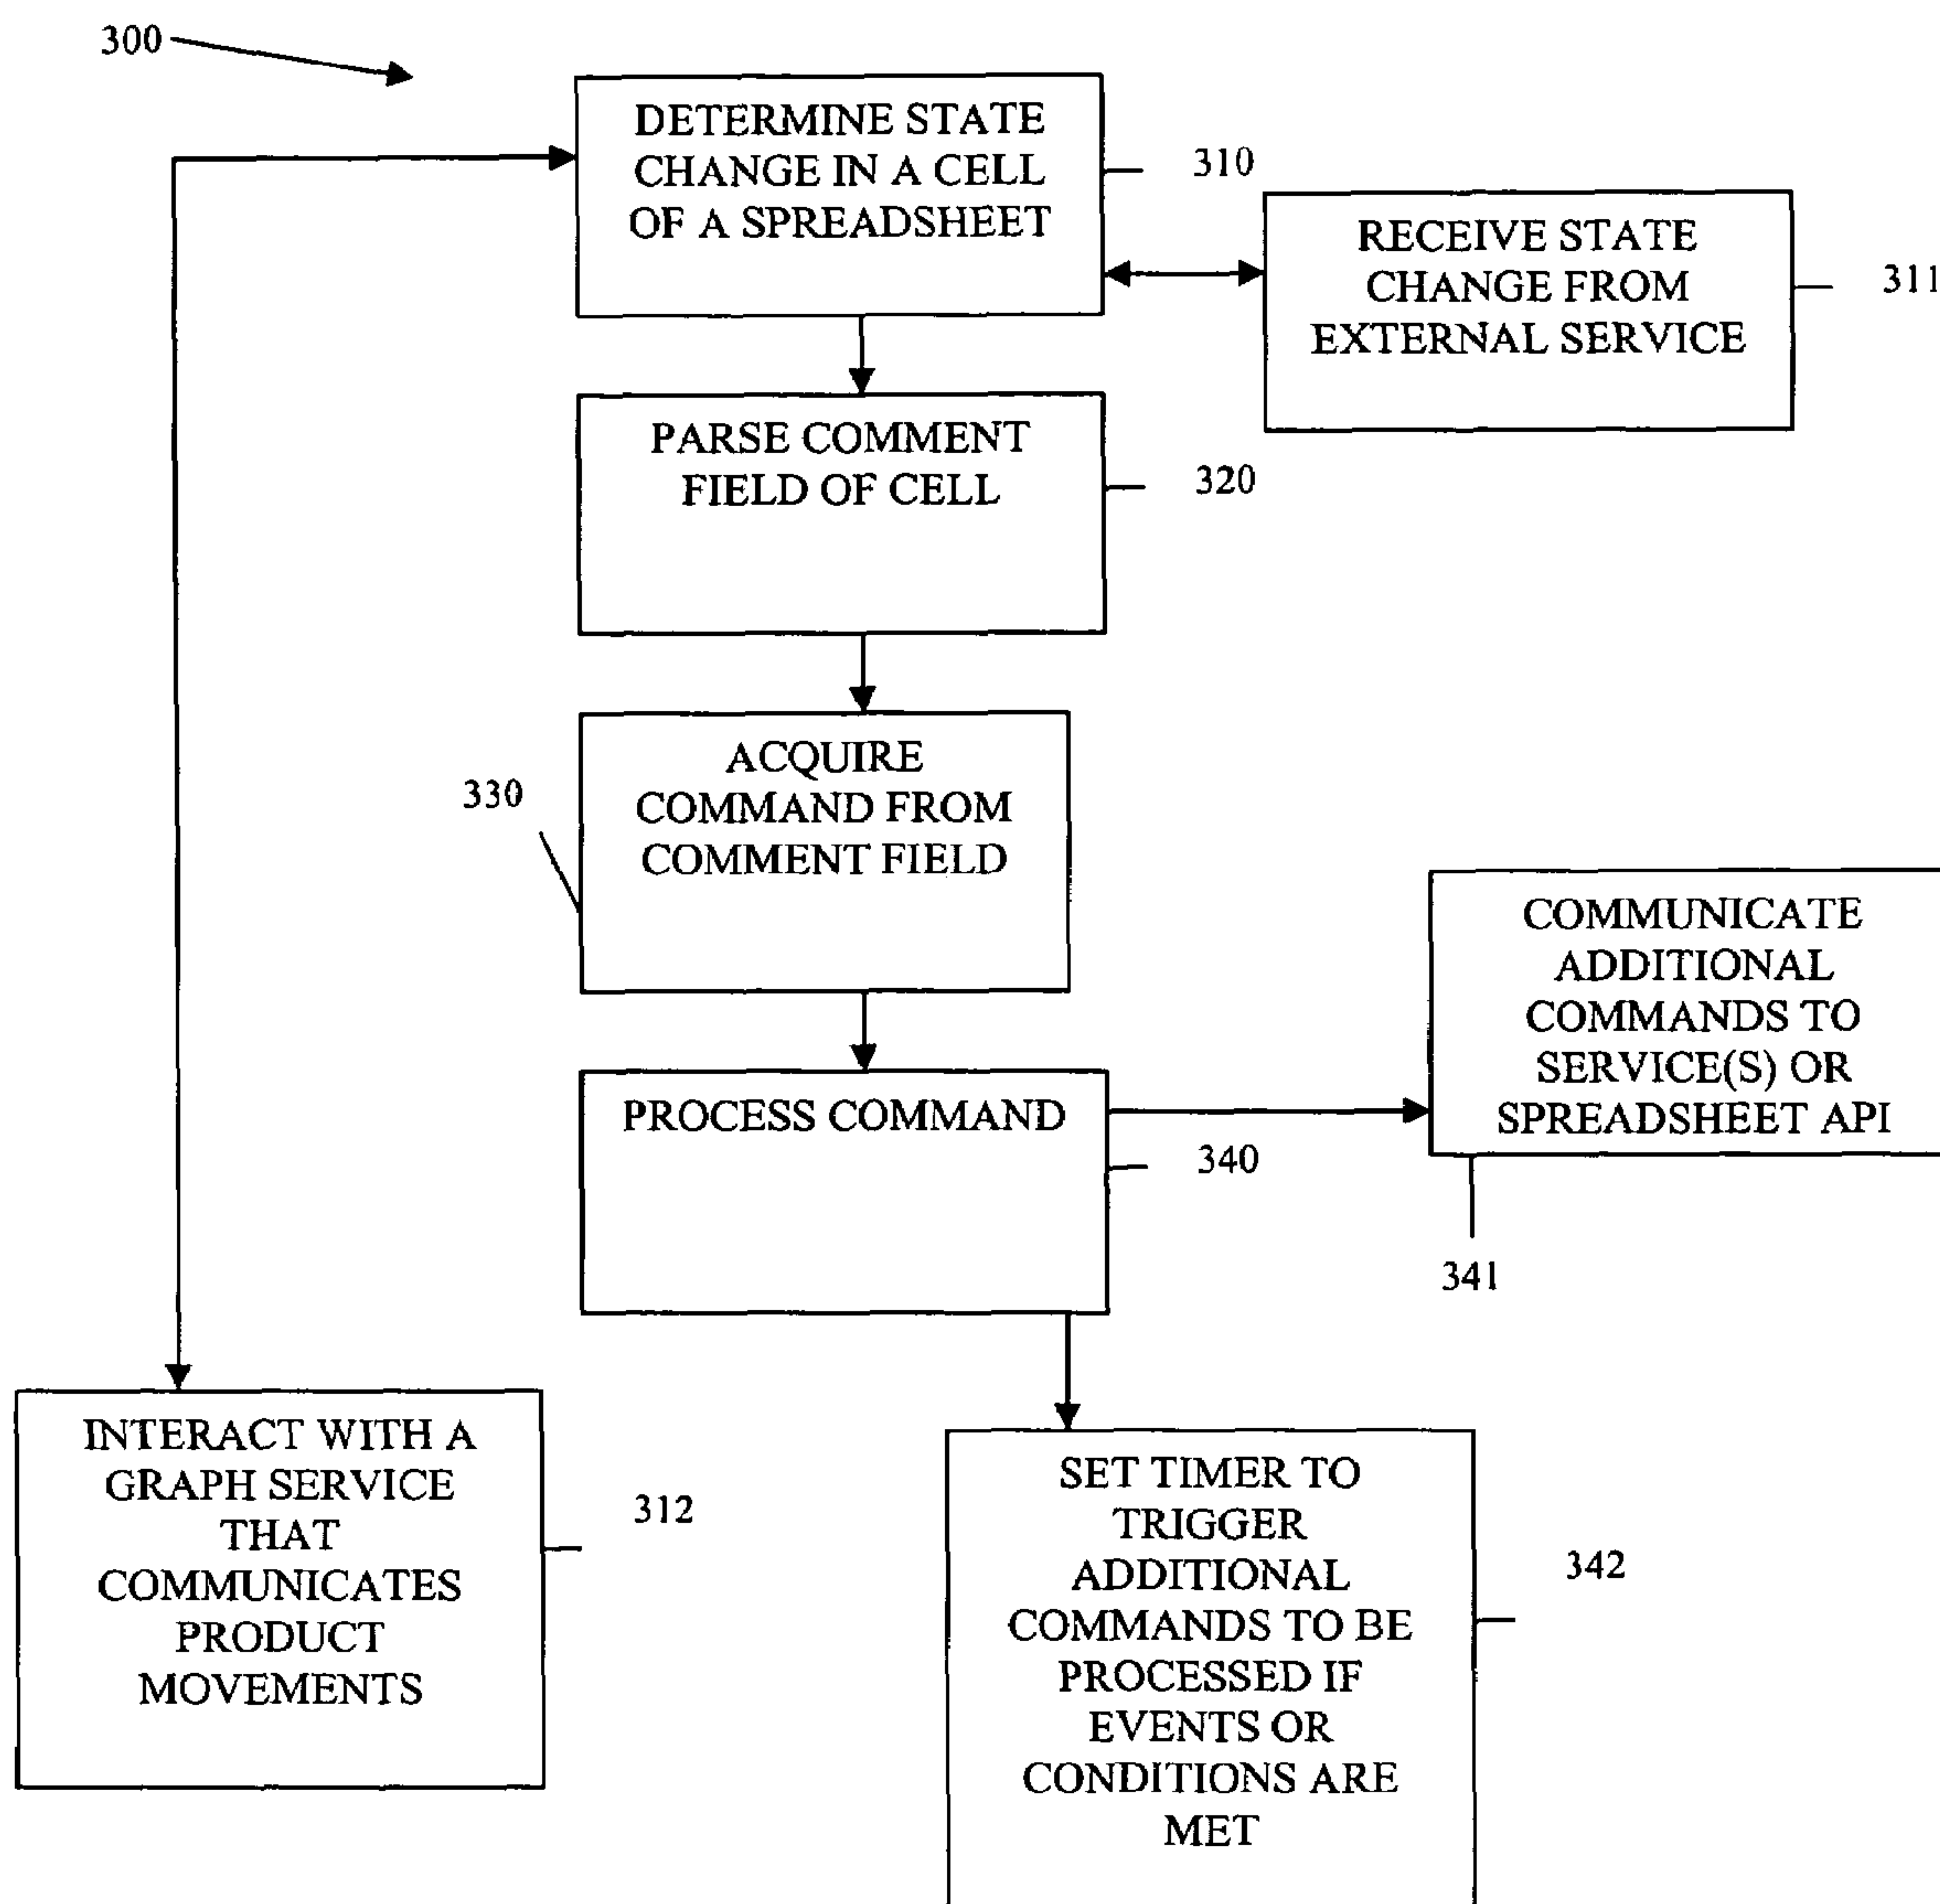 300
DETERMINE STATE
CHANGE IN A CELL
OF A SPREADSHEET
310
RECEIVE STATE
CHANGE FROM
EXTERNAL SERVICE
311
PARSE COMMENT
FIELD OF CELL
320
ACQUIRE
COMMAND FROM
COMMENT FIELD
330
COMMUNICATE
ADDITIONAL
COMMANDS TO
SERVICE(S) OR
SPREADSHEET API
341
PROCESS COMMAND
340
INTERACT WITH A
GRAPH SERVICE
THAT
COMMUNICATES
PRODUCT
MOVEMENTS
312
SET TIMER TO
TRIGGER
ADDITIONAL
COMMANDS TO BE
PROCESSED IF
EVENTS OR
CONDITIONS ARE
MET
342